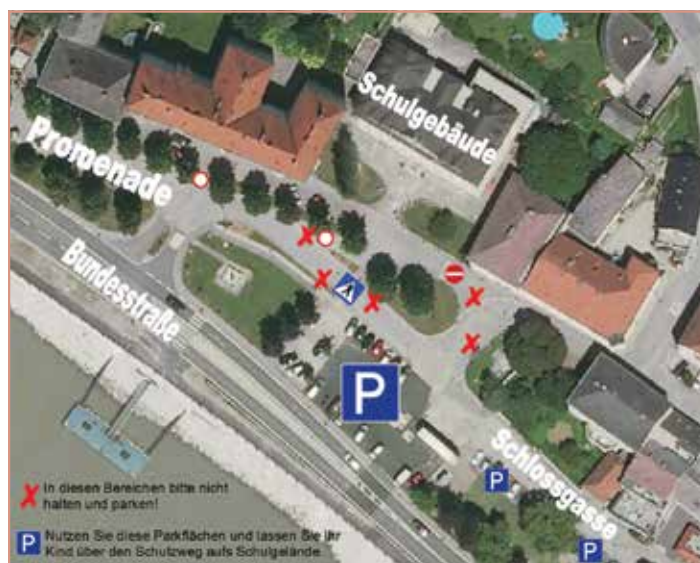 Schulgebäude
Promenade
Bundesstraße
P
Schlossgasse
P
P
In diesen Bereichen bitte nicht
halten und parken!
P Nutzen Sie diese Parkflächen und lassen Sie Ihr
Kind über den Schutzweg aufs Schulgelände.